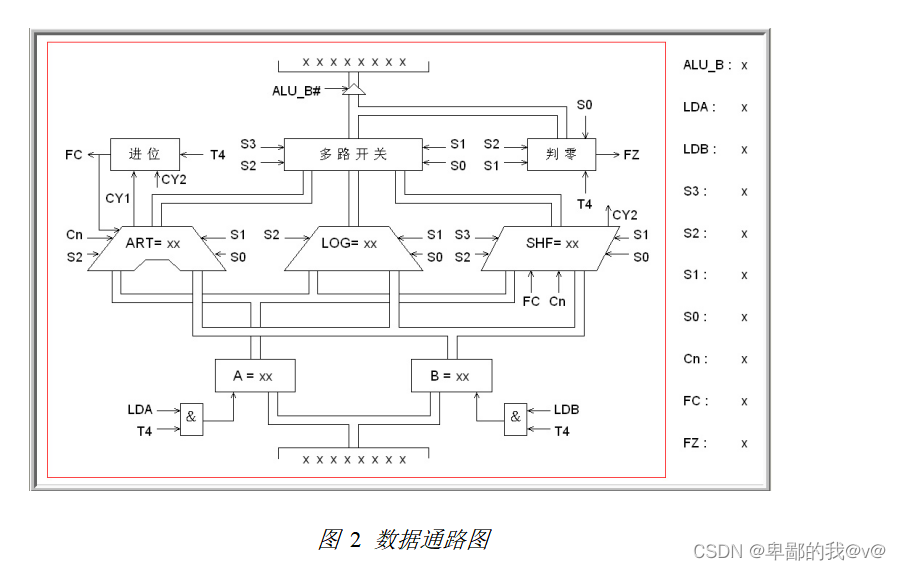 X X X X X X X X
ALU_B#
S0
S3 S2 多路开关 S1 S0
S2 S1 判零 FZ
FC 进位 T4
CY1 CY2
T4
CY2
Cn S2 ART= xx S1 S0
S2 LOG= xx S1 S0
S3 S2 SHF= xx S1 S0
FC Cn
A = xx
B = xx
LDA T4 &
& LDB T4
X X X X X X X X
ALU_B : x
LDA : x
LDB : x
S3 : x
S2 : x
S1 : x
S0 : x
Cn : x
FC : x
FZ : x
图 2 数据通路图
CSDN @卑鄙的我@v@